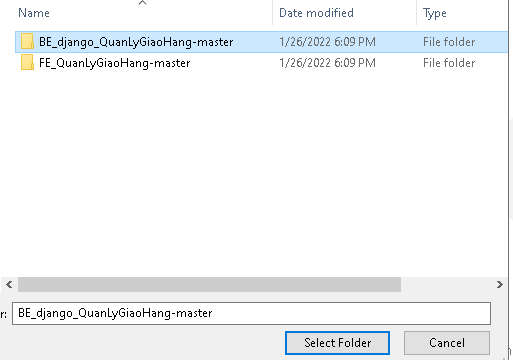 Name Date modified Type
BE_django_QuanLyGiaoHang-master 1/26/2022 6:09 PM File folder
FE_QuanLyGiaoHang-master 1/26/2022 6:09 PM File folder
r: BE_django_QuanLyGiaoHang-master
Select Folder Cancel